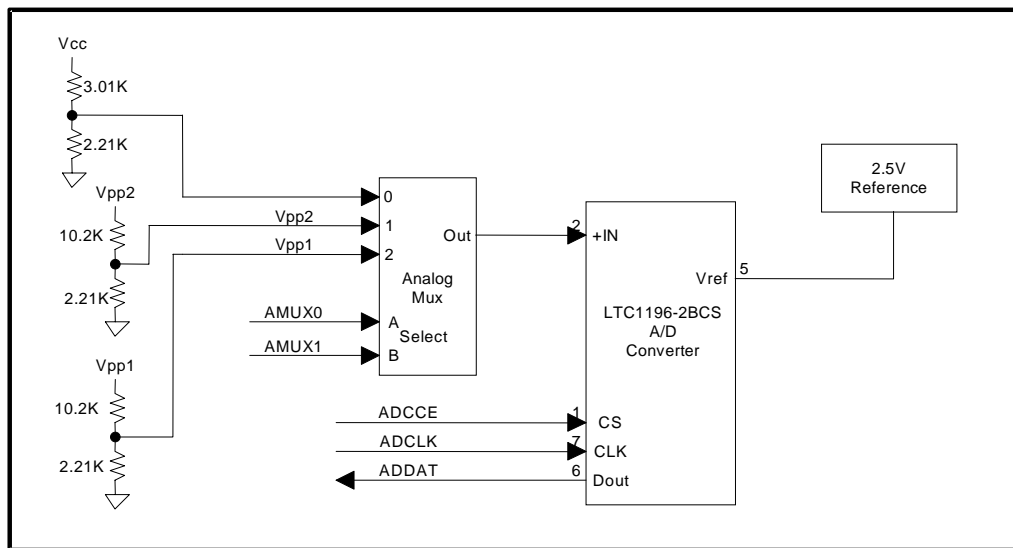 Vcc
3.01K
2.21K
Vpp2
10.2K
2.21K
Vpp1
10.2K
2.21K
Vpp2
Vpp1
AMUX0
AMUX1
0
1
2
Out
Analog
Mux
A
Select
B
2
+IN
Vref
5
LTC1196-2BCS
A/D
Converter
2.5V
Reference
ADCCE
1
CS
ADCLK
7
CLK
ADDAT
6
Dout